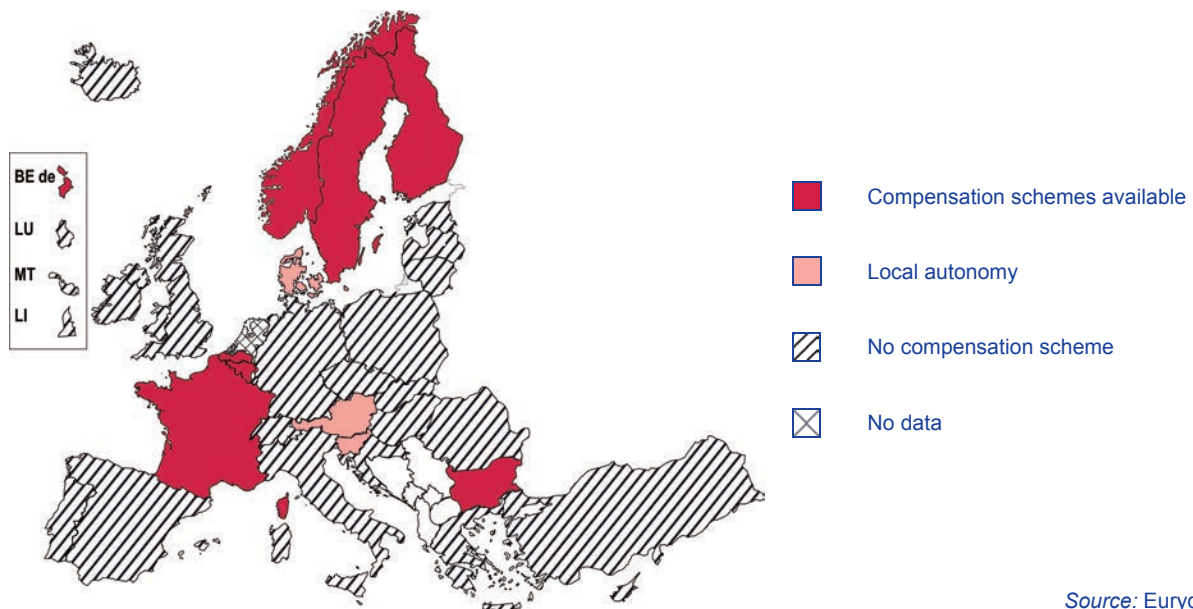 BE de
LU
MT
LI
Compensation schemes available
Local autonomy
No compensation scheme
No data
Source: